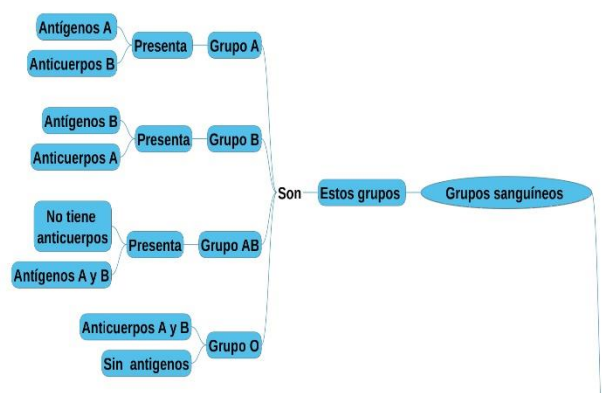 Antígenos A
Anticuerpos B
Presenta
Grupo A
Antígenos B
Anticuerpos A
Presenta
Grupo B
No tiene
anticuerpos
Antígenos A y B
Presenta
Grupo AB
Anticuerpos A y B
Sin antigenos
Grupo O
Son
Estos grupos
Grupos sanguíneos